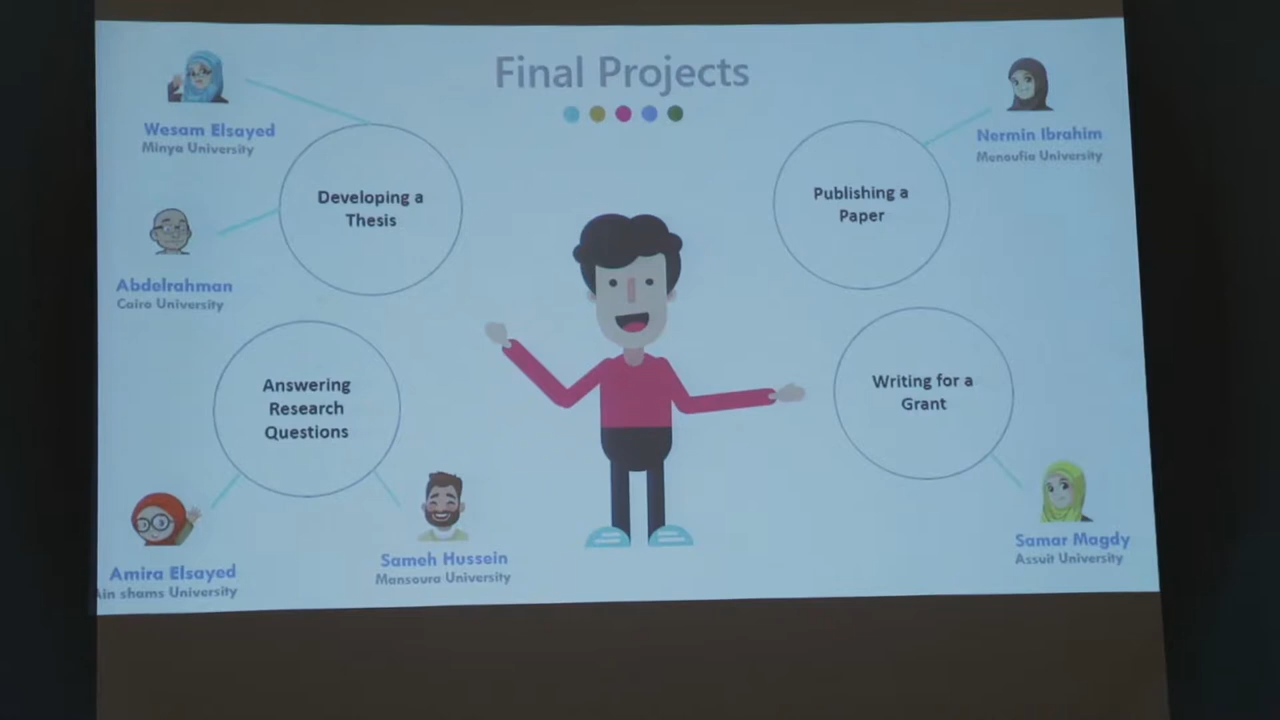 Final Projects
Wesam Elsayed
Minya University
Developing a
Thesis
Abdelrahman
Cairo University
Answering
Research
Questions
Amira Elsayed
Ain shams University
Sameh Hussein
Mansoura University
Publishing a
Paper
Nermin Ibrahim
Menoufia University
Writing for a
Grant
Samar Magdy
Assuit University